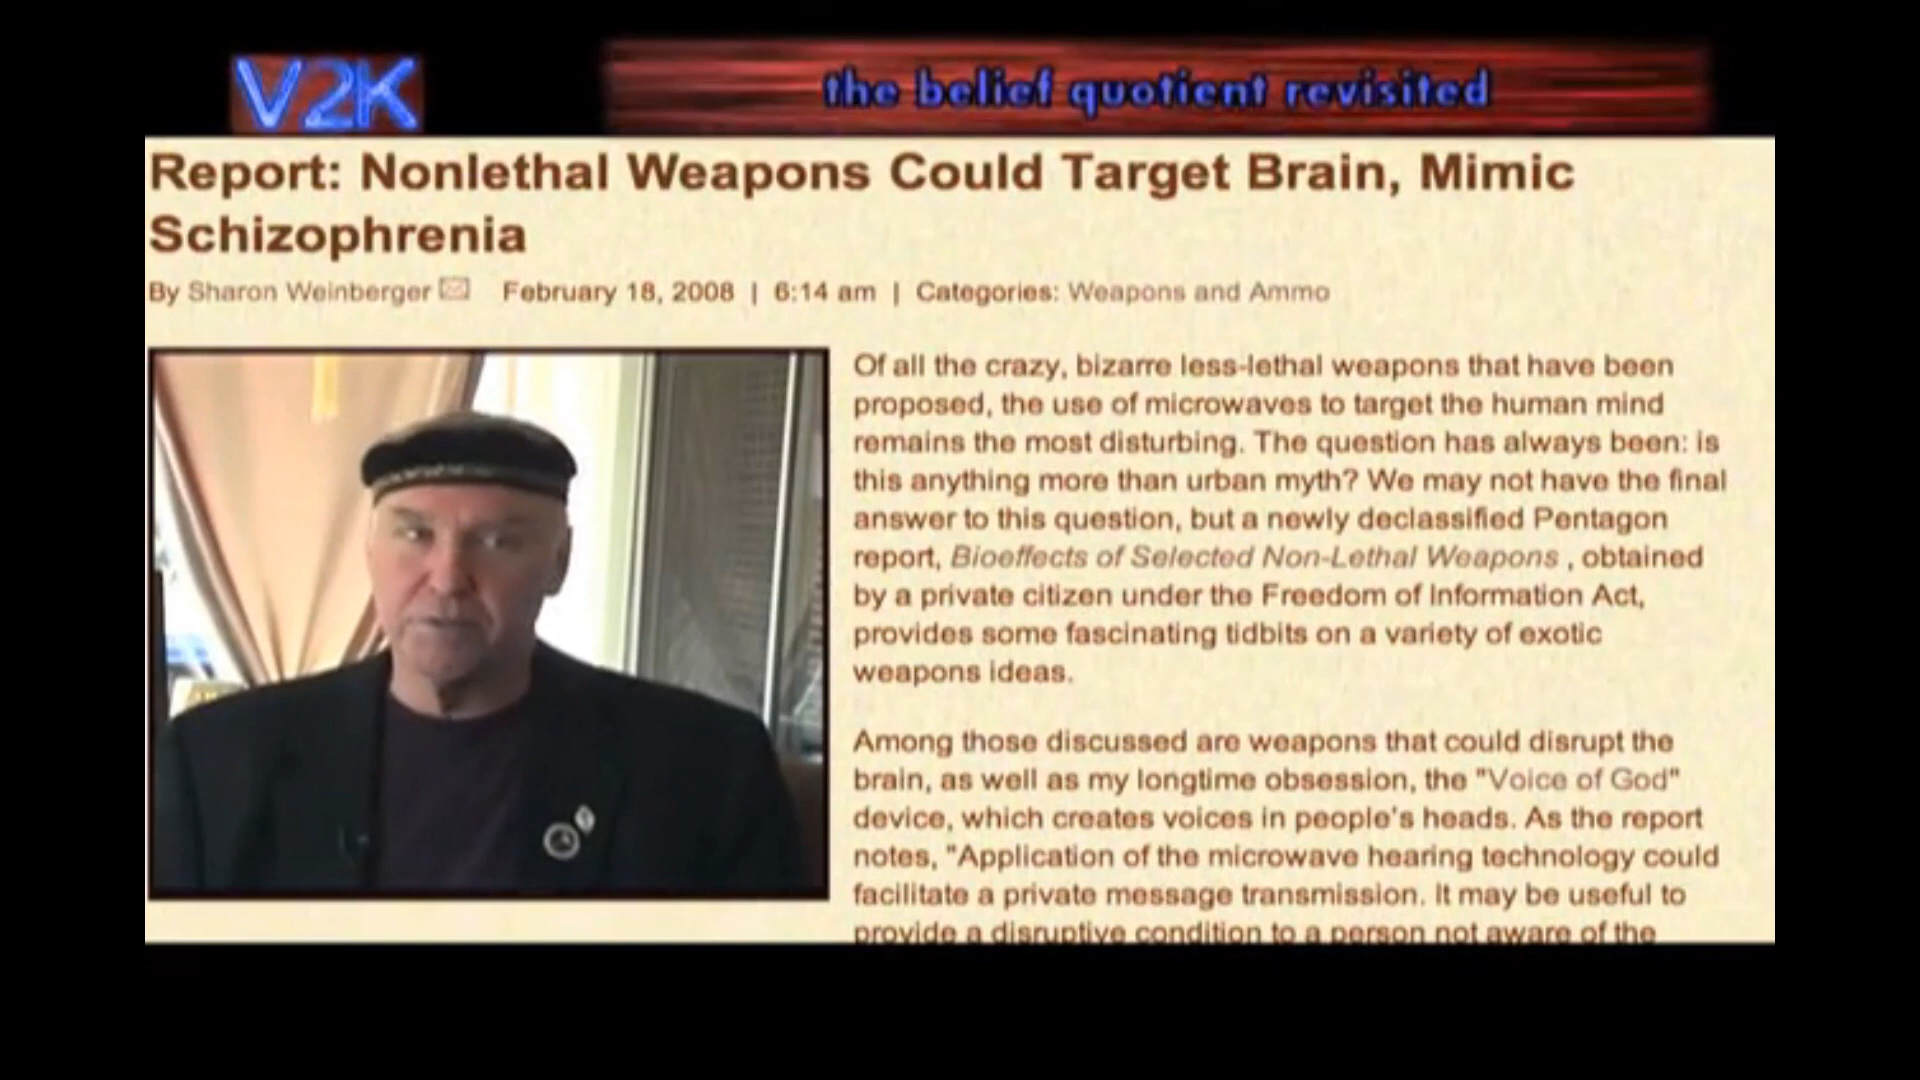 V2K
the belief quotient revisited
Report: Nonlethal Weapons Could Target Brain, Mimic
Schizophrenia
By Sharon Weinberger February 18, 2008 | 6:14 am | Categories: Weapons and Ammo
Of all the crazy, bizarre less-lethal weapons that have been
proposed, the use of microwaves to target the human mind
remains the most disturbing. The question has always been: is
this anything more than urban myth? We may not have the final
answer to this question, but a newly declassified Pentagon
report, Bioeffects of Selected Non-Lethal Weapons , obtained
by a private citizen under the Freedom of Information Act,
provides some fascinating tidbits on a variety of exotic
weapons ideas.
Among those discussed are weapons that could disrupt the
brain, as well as my longtime obsession, the "Voice of God"
device, which creates voices in people's heads. As the report
notes, "Application of the microwave hearing technology could
facilitate a private message transmission. It may be useful to
provide a disruptive condition to a person not aware of the